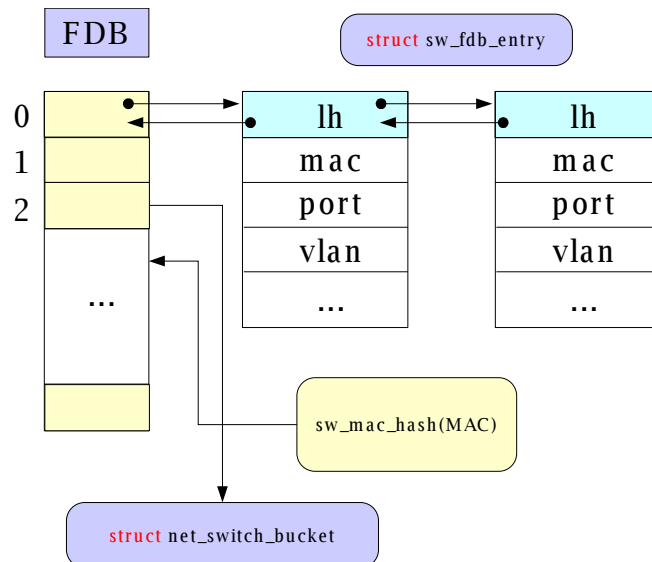 FDB
struct sw_fdb_entry
0
lh
lh
1
mac
mac
2
port
port
vlan
vlan
...
...
...
sw_mac_hash(MAC)
struct net_switch_bucket